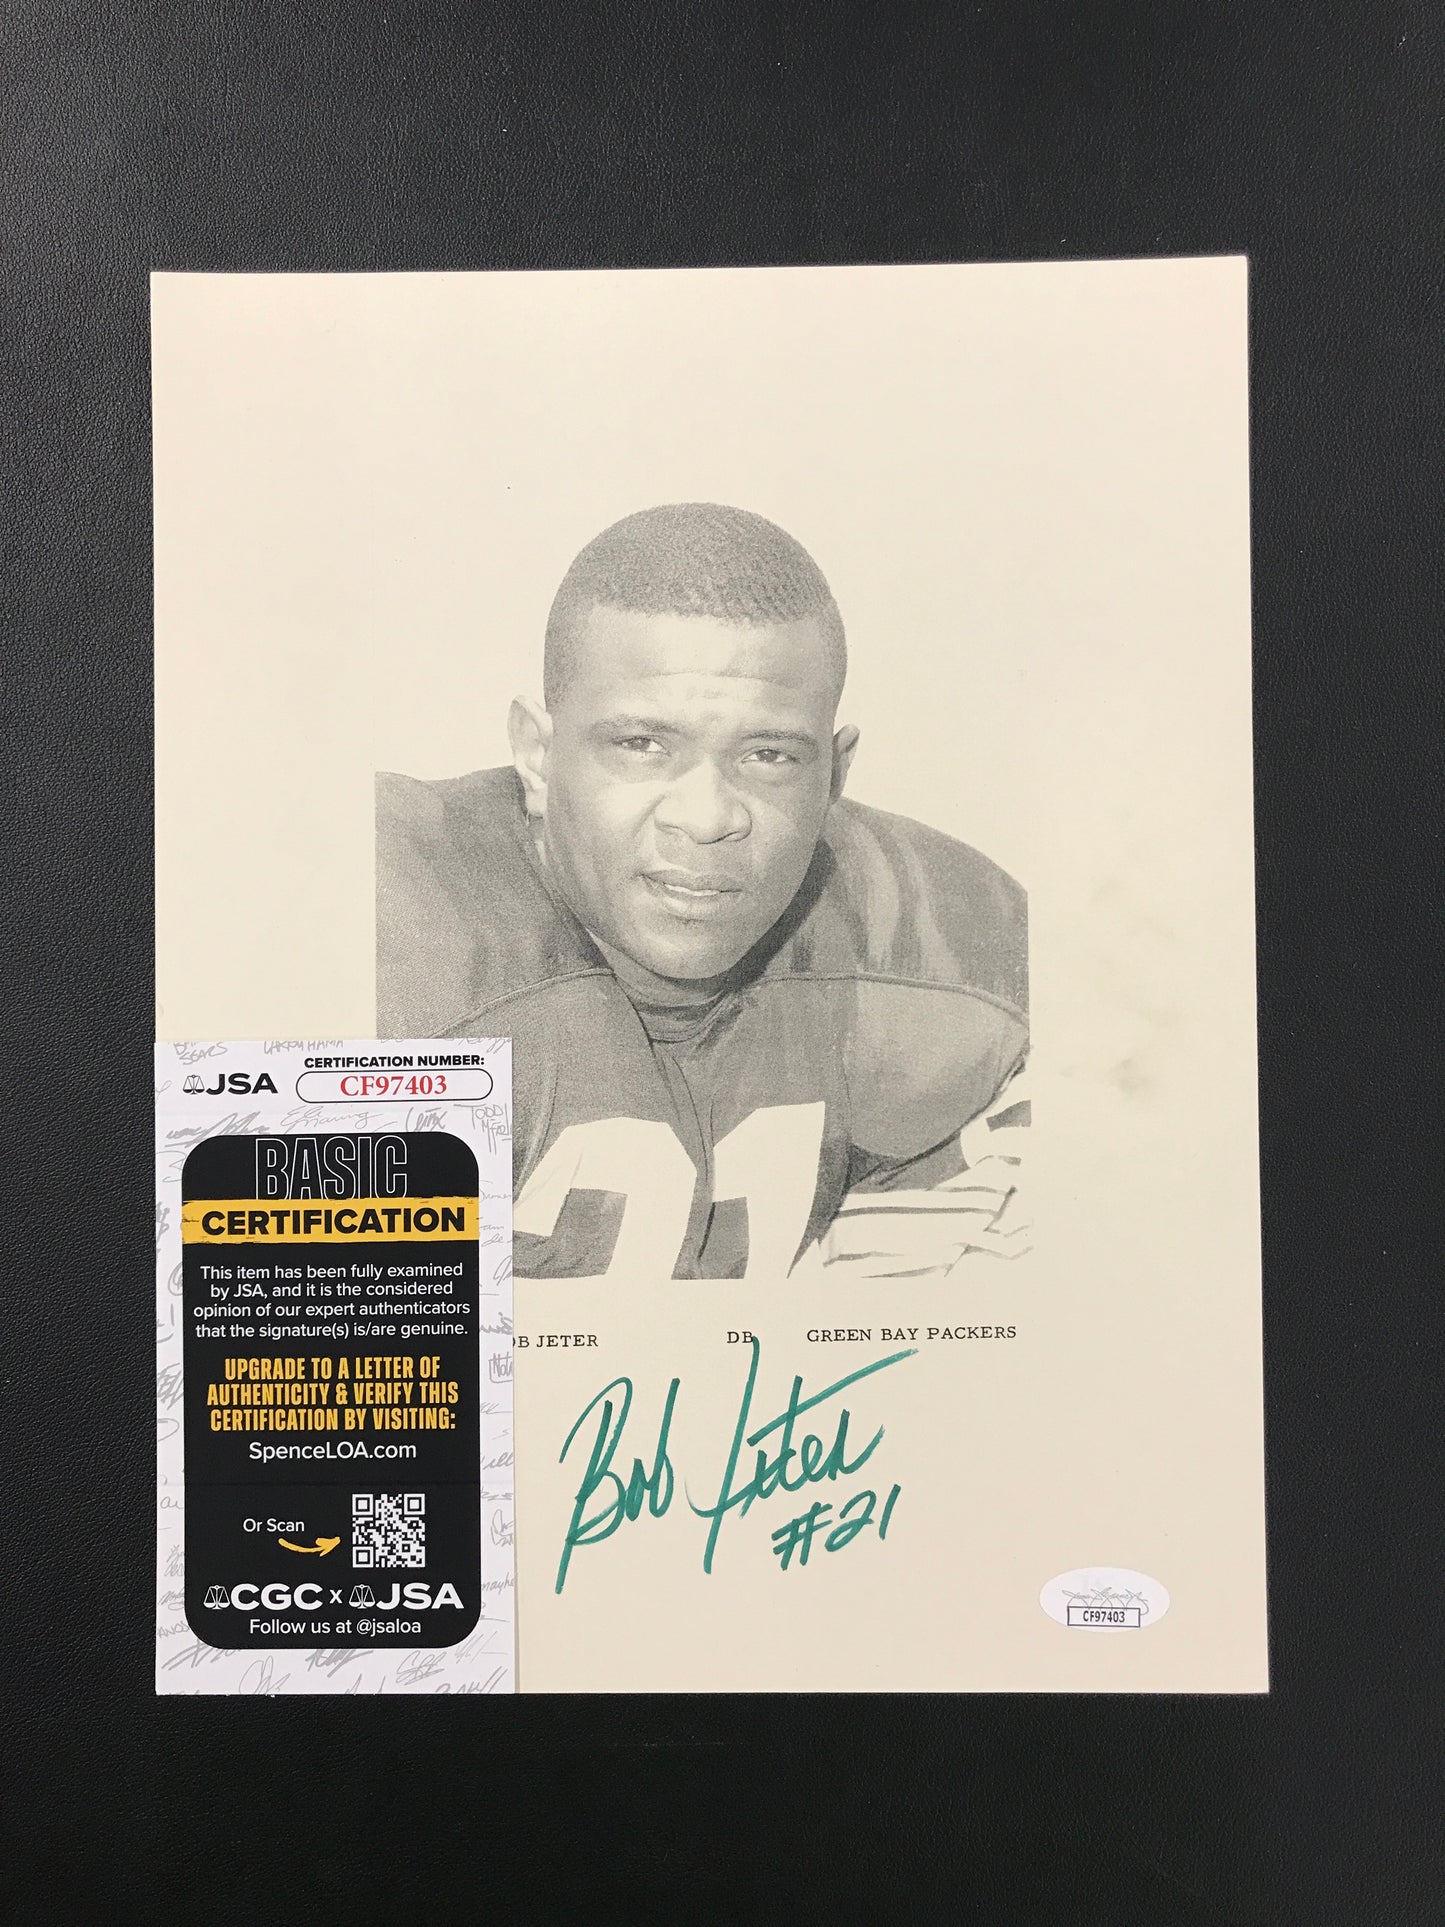 21
JSA
CERTIFICATION NUMBER:
CF97403
BASIC
CERTIFICATION
This item has been fully examined
by JSA, and it is the considered
opinion of our expert authenticators
that the signature(s) is/are genuine.
UPGRADE TO A LETTER OF
AUTHENTICITY & VERIFY THIS
CERTIFICATION BY VISITING:
SpenceLOA.com
Or Scan
CGC x JSA
Follow us at @jsaloa
OB JETER DB GREEN BAY PACKERS
Bob Jeter
#21
CF97403